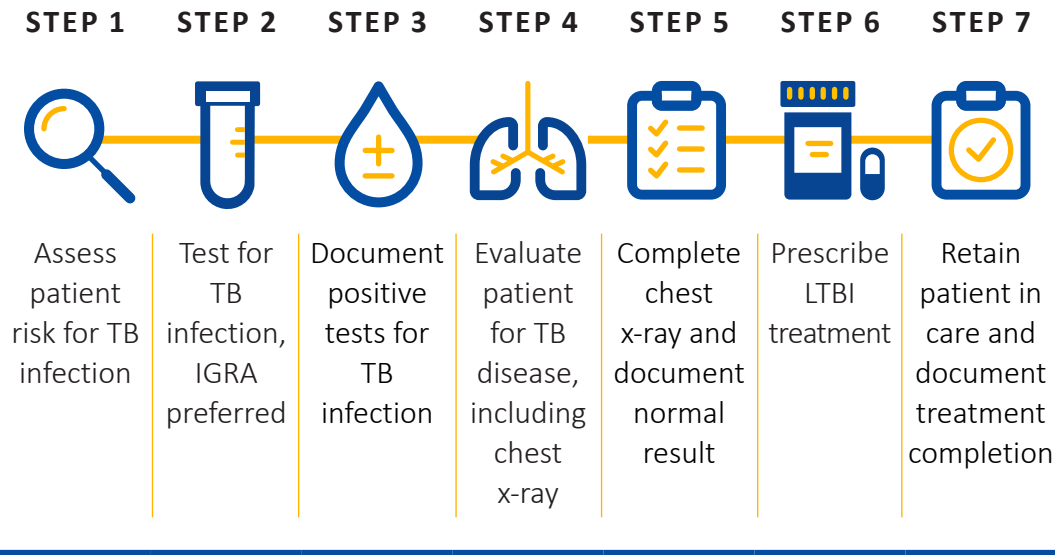 STEP 1
Assess
patient
risk for TB
infection
STEP 2
Test for
TB
infection,
IGRA
preferred
STEP 3
Document
positive
tests for
TB
infection
STEP 4
Evaluate
patient
for TB
disease,
including
chest
x-ray
STEP 5
Complete
chest
x-ray and
document
normal
result
STEP 6
Prescribe
LTBI
treatment
STEP 7
Retain
patient in
care and
document
treatment
completion